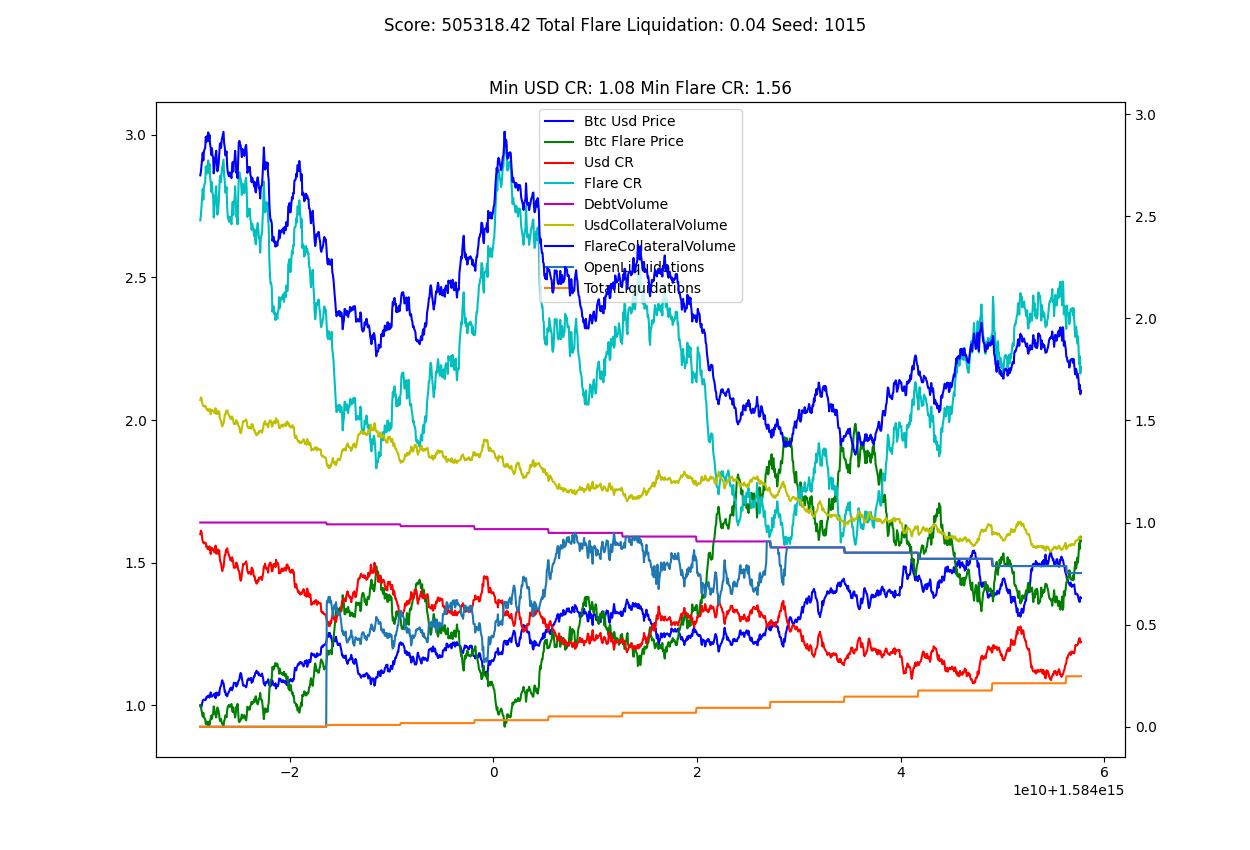 Score: 505318.42 Total Flare Liquidation: 0.04 Seed: 1015
Min USD CR: 1.08 Min Flare CR: 1.56
Btc Usd Price
Btc Flare Price
Usd CR
Flare CR
DebtVolume
UsdCollateralVolume
FlareCollateralVolume
OpenLiquidations
TotalLiquidations
3.0
2.5
2.0
1.5
1.0
3.0
2.5
2.0
1.5
1.0
0.5
0.0
−2 0 2 4 6
1e10+1.584e15